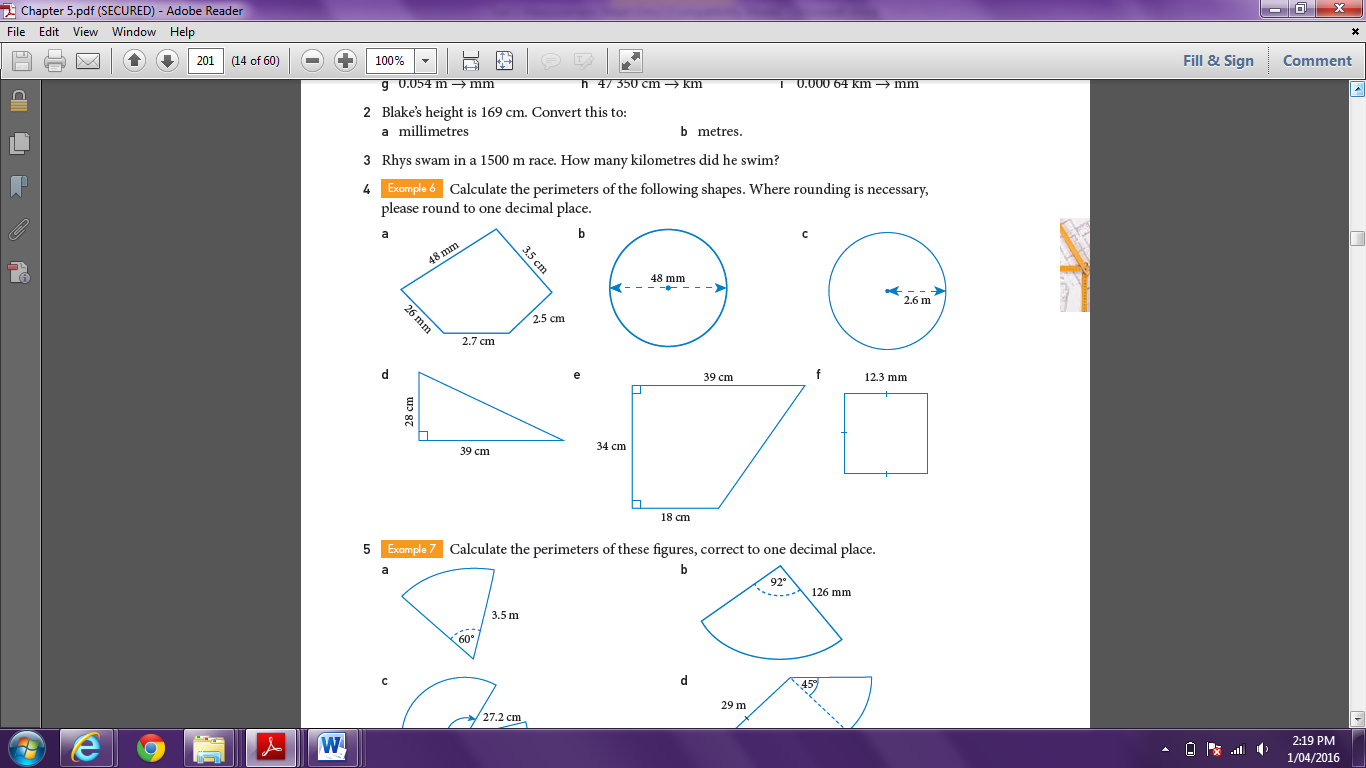 Chapter 5.pdf (SECURED) - Adobe Reader
File Edit View Window Help
201 (14 of 60) 100% Fill & Sign Comment
g 0.054 m → mm h 47 350 cm → km i 0.000 64 km → mm
2 Blake's height is 169 cm. Convert this to:
a millimetres b metres.
3 Rhys swam in a 1500 m race. How many kilometres did he swim?
4 Example 6 Calculate the perimeters of the following shapes. Where rounding is necessary,
please round to one decimal place.
a b c
48 mm 3.5 cm 26 mm 2.5 cm 2.7 cm
48 mm
2.6 m
d e f
28 cm 39 cm
39 cm 34 cm 18 cm
12.3 mm
5 Example 7 Calculate the perimeters of these figures, correct to one decimal place.
a b
3.5 m 60°
92° 126 mm
c d
27.2 cm
45° 29 m
2:19 PM
1/04/2016